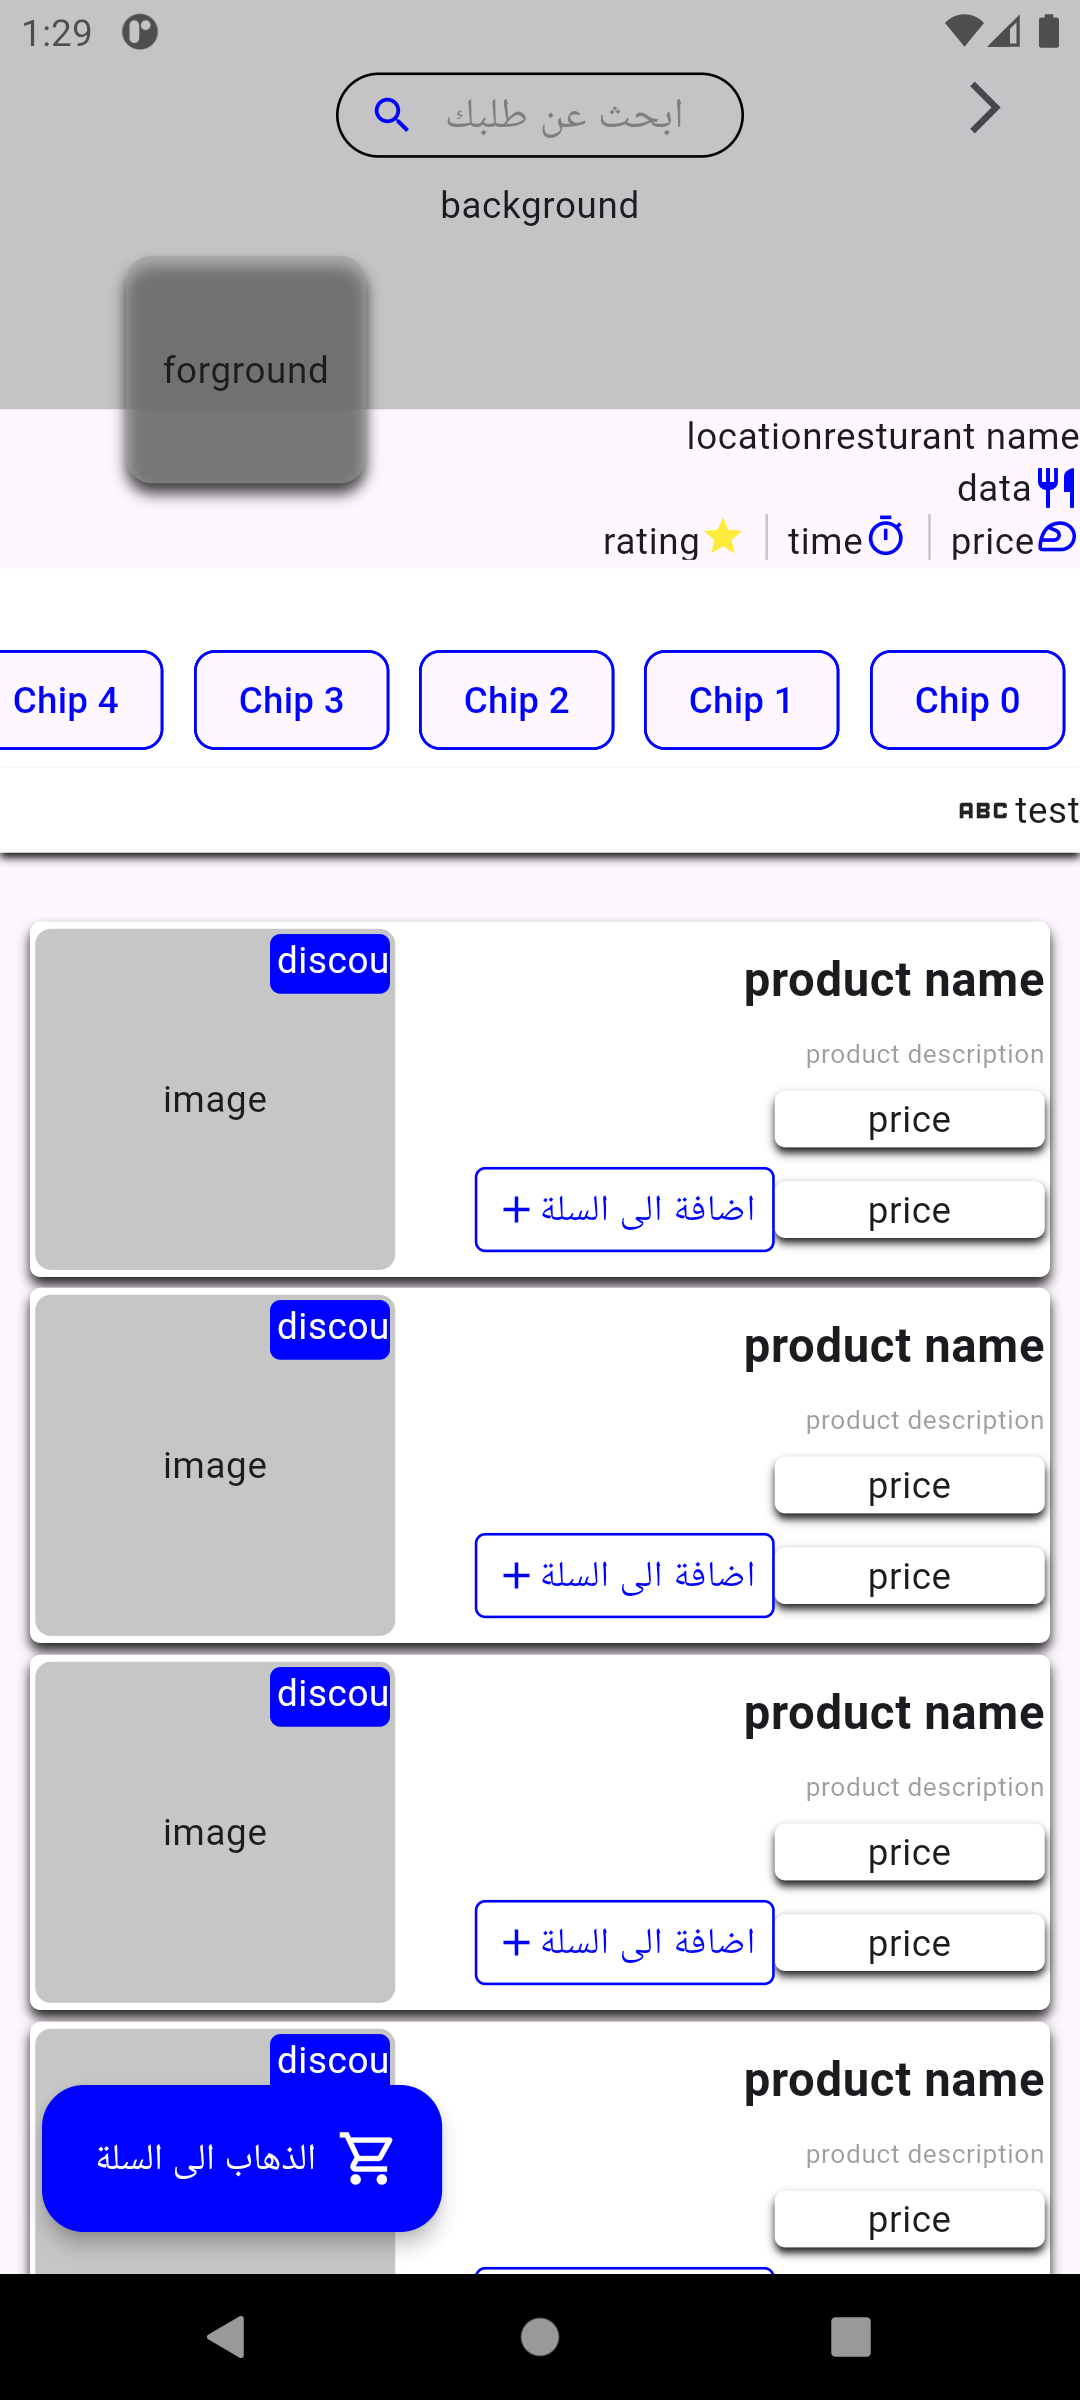 1:29
ابحث عن طلبك
background
forground
locationresturant name
data
price
time
rating
Chip 0
Chip 1
Chip 2
Chip 3
Chip 4
ABC test
product name
discou
product description
image
price
price
اضافة الى السلة +
product name
discou
product description
image
price
price
اضافة الى السلة +
product name
discou
product description
image
price
price
اضافة الى السلة +
product name
discou
product description
price
الذهاب الى السلة